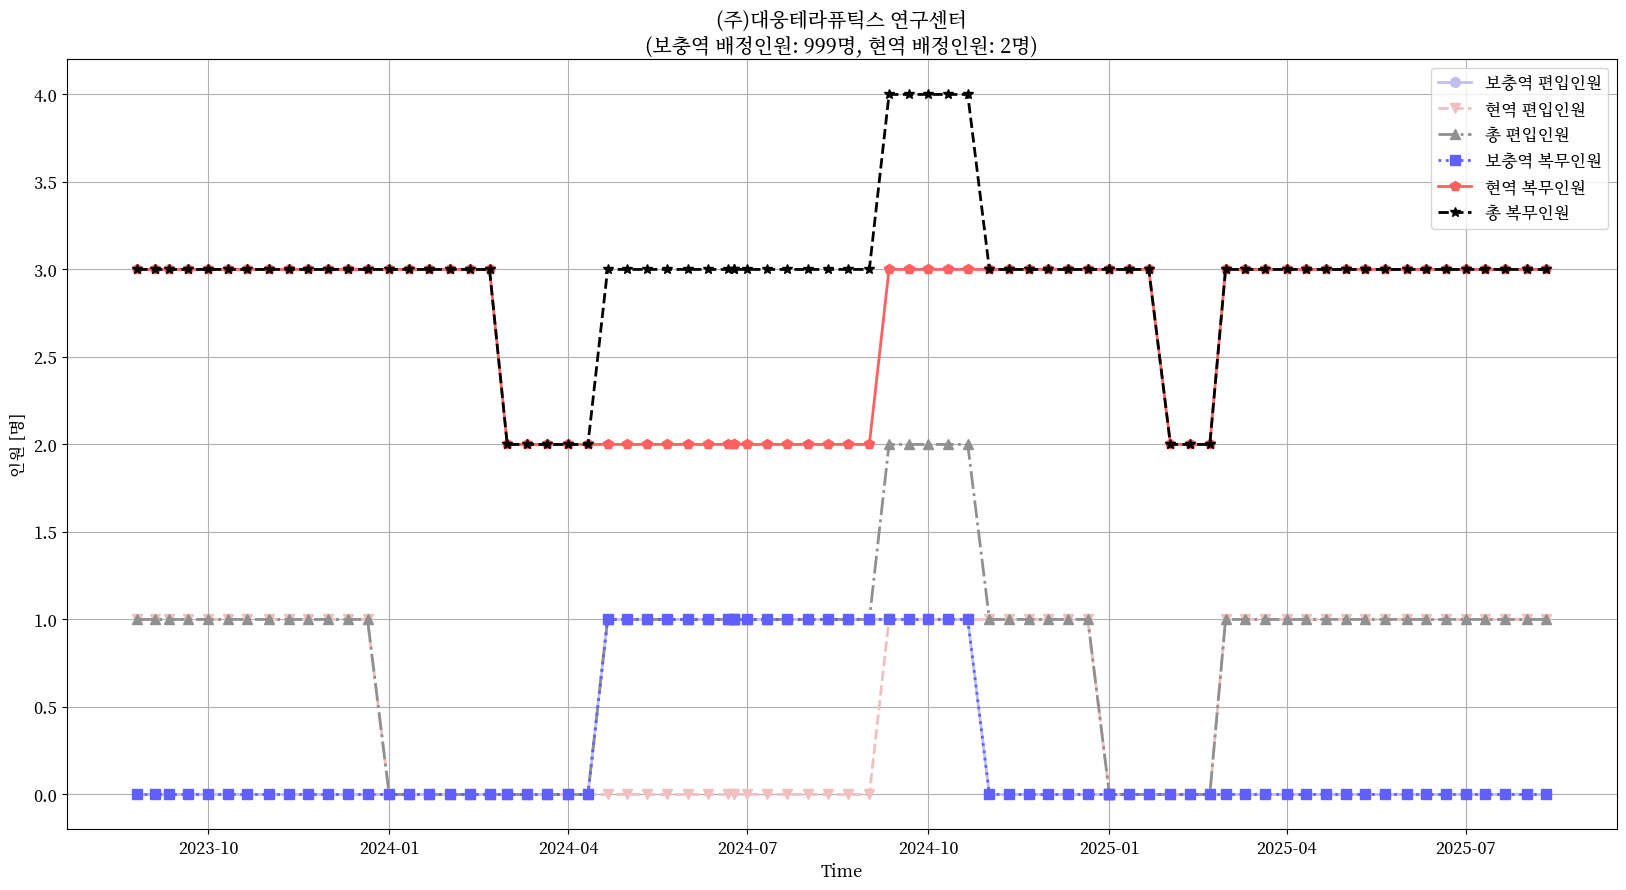 (주)대웅테라퓨틱스 연구센터
(보충역 배정인원: 999명, 현역 배정인원: 2명)
보충역 편입인원
현역 편입인원
총 편입인원
보충역 복무인원
현역 복무인원
총 복무인원
인원 [명]
4.0
3.5
3.0
2.5
2.0
1.5
1.0
0.5
0.0
2023-10
2024-01
2024-04
2024-07
2024-10
2025-01
2025-04
2025-07
Time